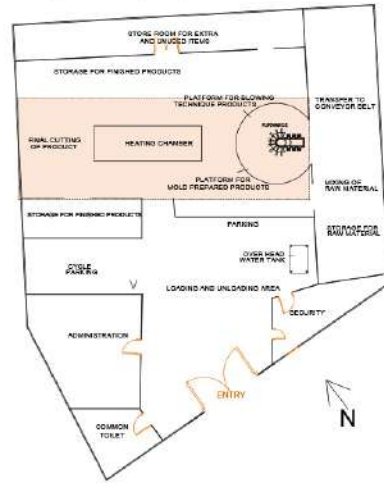 STORE ROOM FOR EXTRA
AND UNUSED ITEMS
STORAGE FOR FINISHED PRODUCTS
PLATFORM FOR BLOWING
TECHNIQUE PRODUCTS
TRANSFER TO
CONVEYOR BELT
FURNACE
FINAL CUTTING
OF PRODUCT
HEATING CHAMBER
PLATFORM FOR
MOLD PREPARED PRODUCTS
MIXING OF
RAW MATERIAL
STORAGE FOR FINISHED PRODUCTS
PARKING
STORAGE FOR
RAW MATERIAL
OVER HEAD
WATER TANK
CYCLE
PARKING
LOADING AND UNLOADING AREA
SECURITY
ADMINISTRATION
ENTRY
N
COMMON
TOILET